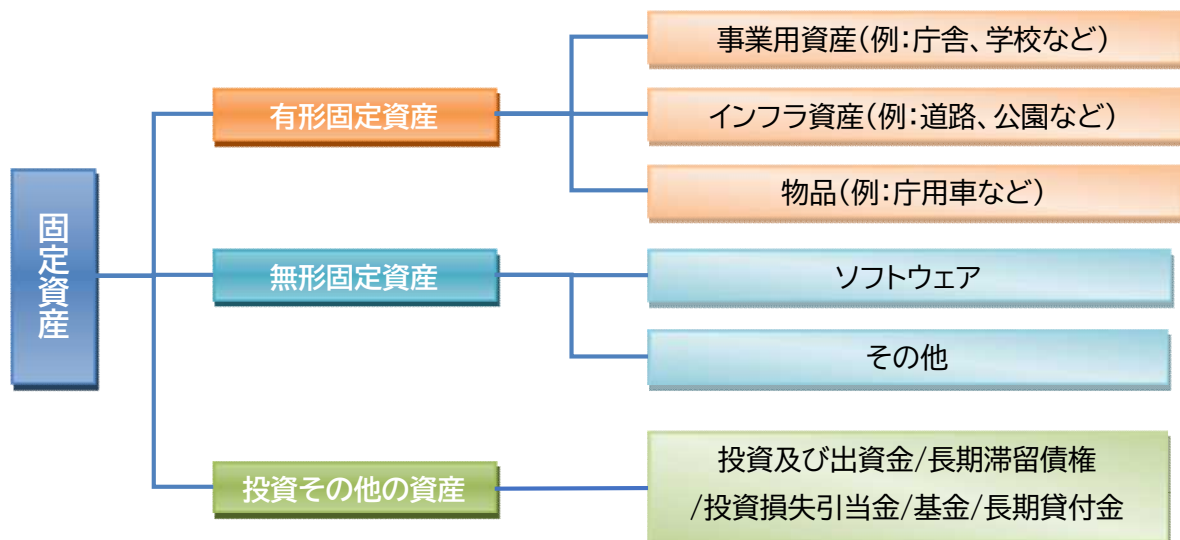 固定資産
有形固定資産
事業用資産(例:庁舎、学校など)
インフラ資産(例:道路、公園など)
物品(例:庁用車など)
無形固定資産
ソフトウェア
その他
投資その他の資産
投資及び出資金/長期滞留債権
/投資損失引当金/基金/長期貸付金